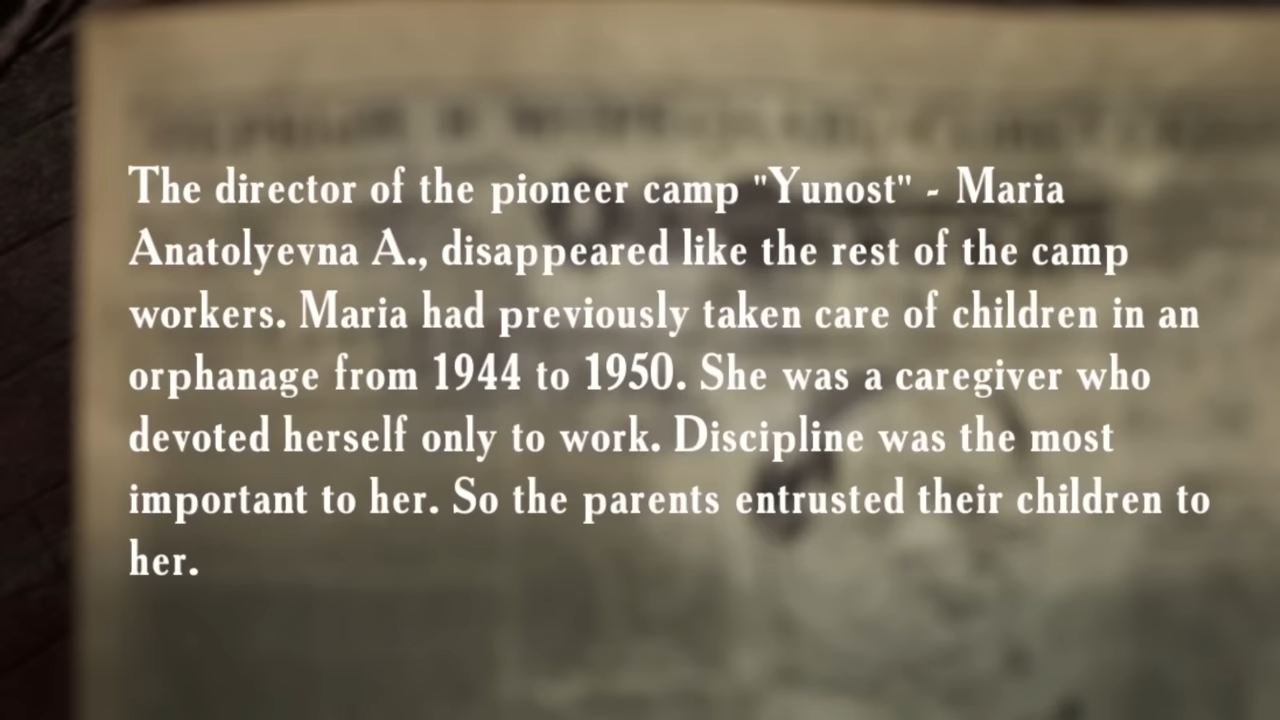 The director of the pioneer camp "Yunost" - Maria
Anatolyevna A., disappeared like the rest of the camp
workers. Maria had previously taken care of children in an
orphanage from 1944 to 1950. She was a caregiver who
devoted herself only to work. Discipline was the most
important to her. So the parents entrusted their children to
her.